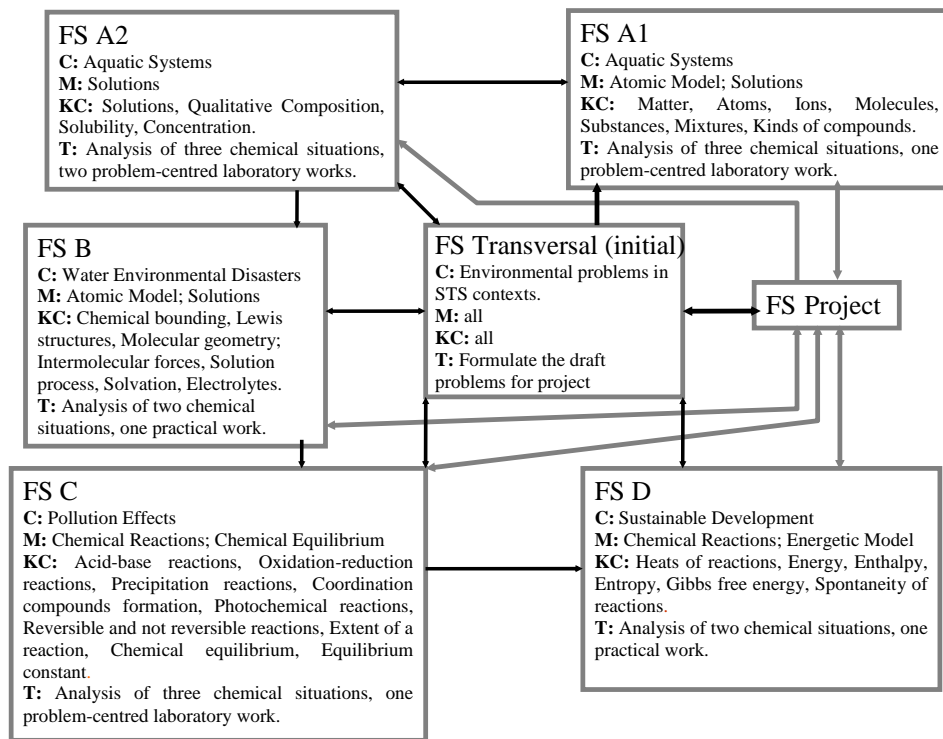 FS A2
C: Aquatic Systems
M: Solutions
KC: Solutions, Qualitative Composition,
Solubility, Concentration.
T: Analysis of three chemical situations,
two problem-centred laboratory works.
FS A1
C: Aquatic Systems
M: Atomic Model; Solutions
KC: Matter, Atoms, Ions, Molecules,
Substances, Mixtures, Kinds of compounds.
T: Analysis of three chemical situations, one
problem-centred laboratory work.
FS B
C: Water Environmental Disasters
M: Atomic Model; Solutions
KC: Chemical bounding, Lewis
structures, Molecular geometry;
Intermolecular forces, Solution
process, Solvation, Electrolytes.
T: Analysis of two chemical
situations, one practical work.
FS Transversal (initial)
C: Environmental problems in
STS contexts.
M: all
KC: all
T: Formulate the draft
problems for project
FS Project
FS C
C: Pollution Effects
M: Chemical Reactions; Chemical Equilibrium
KC: Acid-base reactions, Oxidation-reduction
reactions, Precipitation reactions, Coordination
compounds formation, Photochemical reactions,
Reversible and not reversible reactions, Extent of a
reaction, Chemical equilibrium, Equilibrium
constant.
T: Analysis of three chemical situations, one
problem-centred laboratory work.
FS D
C: Sustainable Development
M: Chemical Reactions; Energetic Model
KC: Heats of reactions, Energy, Enthalpy,
Entropy, Gibbs free energy, Spontaneity of
reactions.
T: Analysis of two chemical situations, one
practical work.